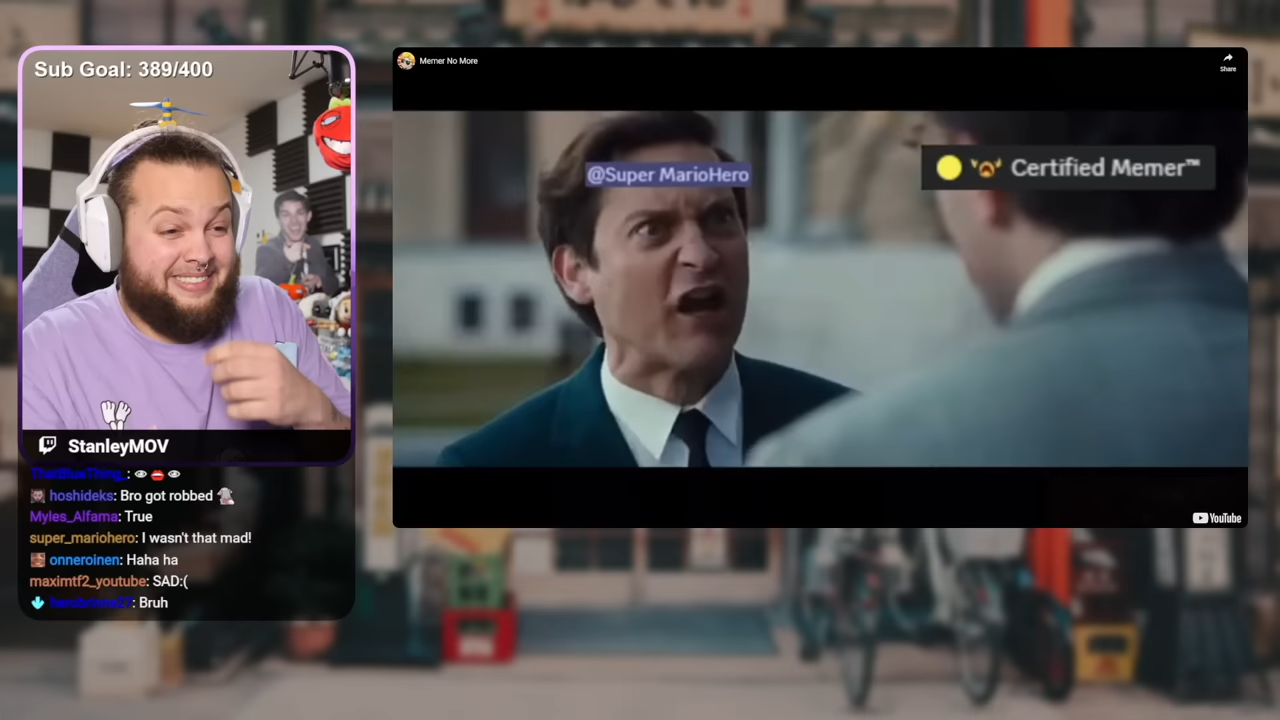 Sub Goal: 389/400
StanleyMOV
ThatBlueThing_:
hoshideks: Bro got robbed
Myles_Alfama: True
super_mariohero: I wasn't that mad!
onneroinen: Haha ha
maximtf2_youtube: SAD:(
: Bruh
Memer No More
Share
@Super MarioHero
Certified Memer™
YouTube